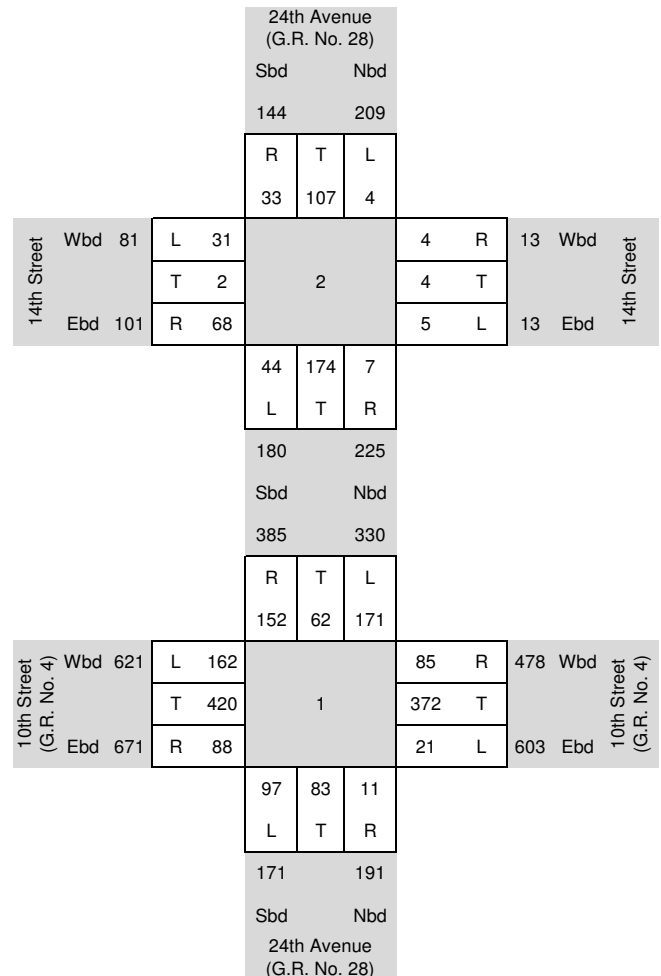 24th Avenue
(G.R. No. 28)
Sbd Nbd
144 209
R T L
33 107 4
14th Street
Wbd 81 L 31 4 R 13 Wbd
T 2 2 4 T
Ebd 101 R 68 5 L 13 Ebd
14th Street
44 174 7
L T R
180 225
Sbd Nbd
385 330
R T L
152 62 171
10th Street
(G.R. No. 4)
Wbd 621 L 162 85 R 478 Wbd
T 420 1 372 T
Ebd 671 R 88 21 L 603 Ebd
10th Street
(G.R. No. 4)
97 83 11
L T R
171 191
Sbd Nbd
24th Avenue
(G.R. No. 28)